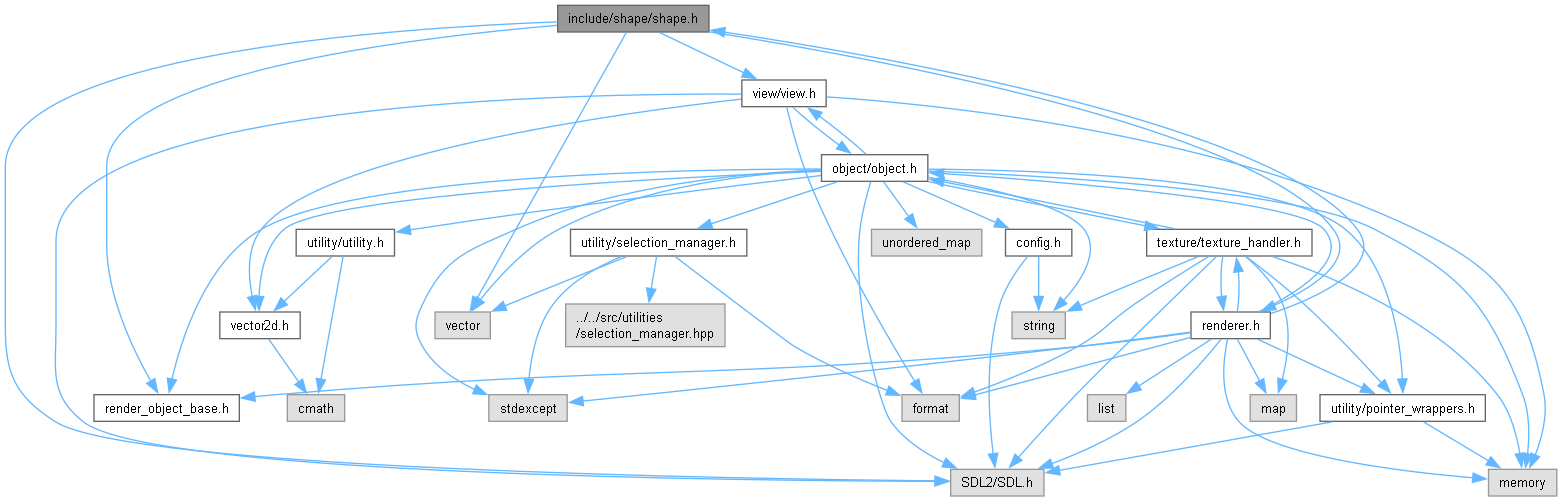 include/shape/shape.h
view/view.h
object/object.h
utility/utility.h
utility/selection_manager.h
unordered_map
config.h
texture/texture_handler.h
vector2d.h
vector
../../src/utilities
/selection_manager.hpp
string
renderer.h
render_object_base.h
cmath
stdexcept
format
list
map
utility/pointer_wrappers.h
SDL2/SDL.h
memory